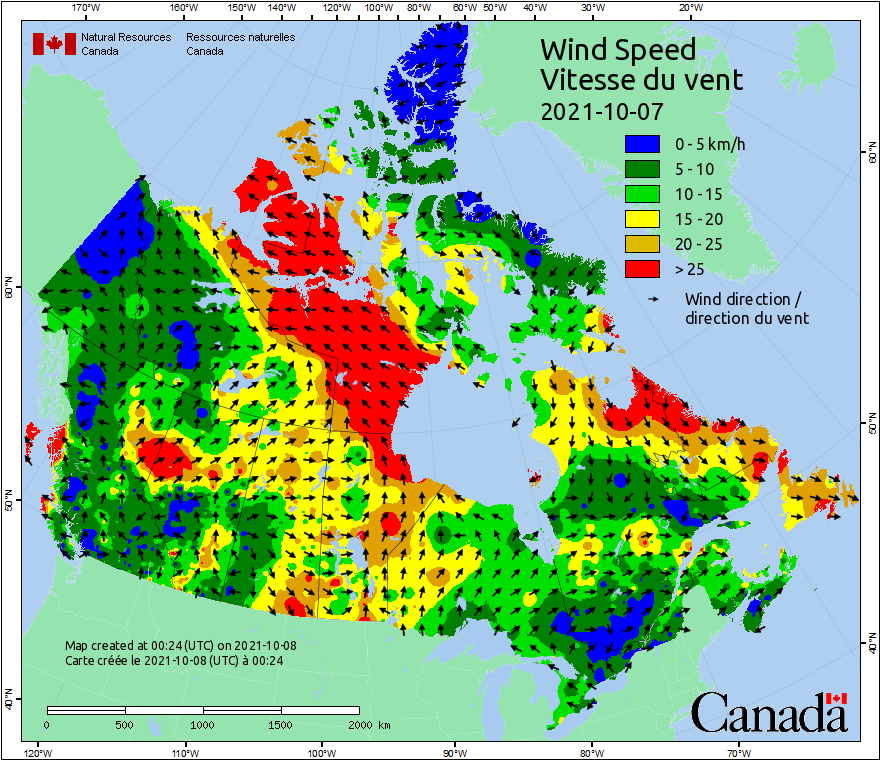 170°W 160°W 150°W 140°W 120°W 100°W 80°W 60°W 50°W 40°W 30°W 20°W
Natural Resources Ressources naturelles
Canada Canada
Wind Speed
Vitesse du vent
2021-10-07
0 - 5 km/h
5 - 10
10 - 15
15 - 20
20 - 25
> 25
Wind direction /
direction du vent
60°N
60°N
50°N
50°N
40°N
40°N
Map created at 00:24 (UTC) on 2021-10-08
Carte créée le 2021-10-08 (UTC) à 00:24
0 500 1000 1500 2000 km
Canada
120°W 110°W 100°W 90°W 80°W 70°W